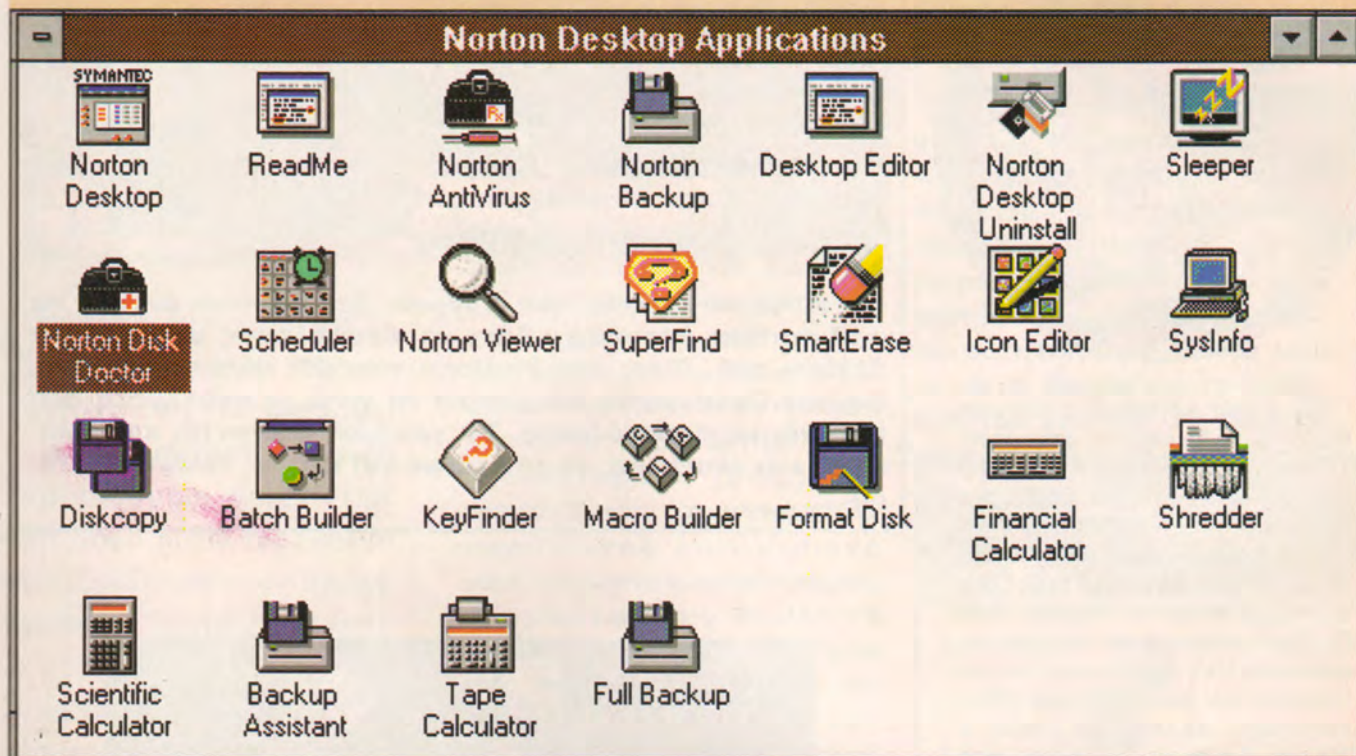 Norton Desktop Applications
SYMANTEC
Norton Desktop
ReadMe
Norton AntiVirus
Norton Backup
Desktop Editor
Norton Desktop Uninstall
Sleeper
Norton Disk Doctor
Scheduler
Norton Viewer
SuperFind
SmartErase
Icon Editor
SysInfo
Diskcopy
Batch Builder
KeyFinder
Macro Builder
Format Disk
Financial Calculator
Shredder
Scientific Calculator
Backup Assistant
Tape Calculator
Full Backup